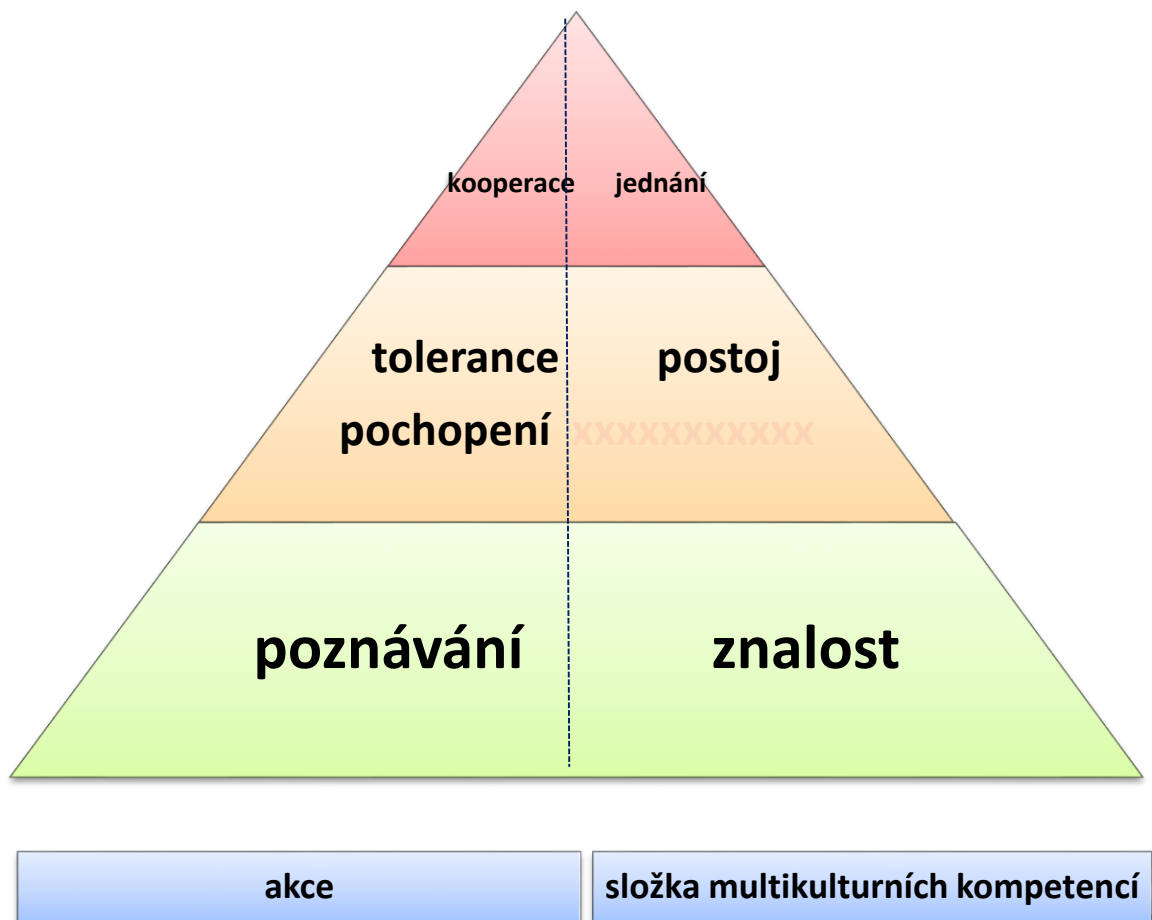 kooperace jednání
tolerance postoj
pochopení xxxxxxxxxxx
poznávání znalost
akce složka multikulturních kompetencí